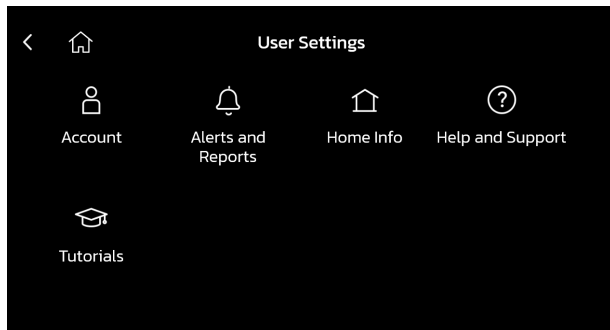 User Settings
Account
Alerts and
Reports
Home Info
Help and Support
Tutorials